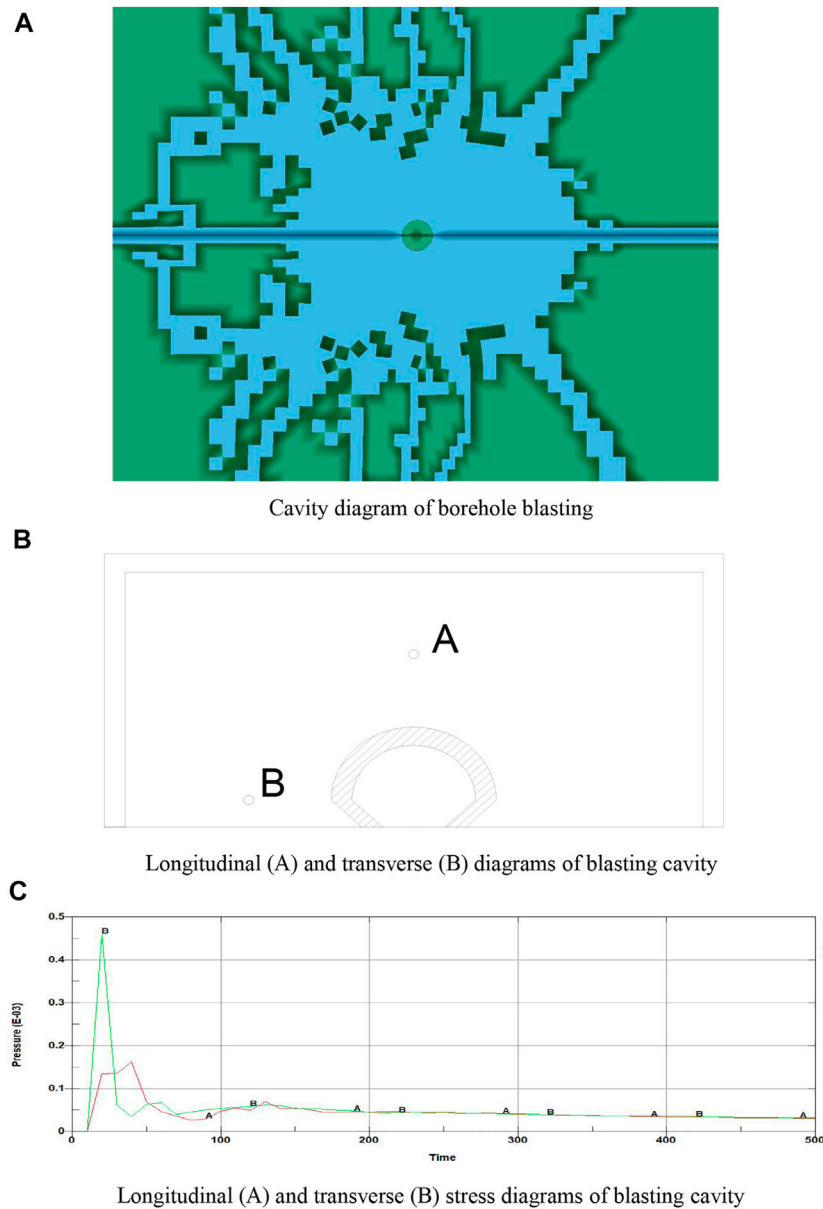 A
Cavity diagram of borehole blasting
B
A
B
Longitudinal (A) and transverse (B) diagrams of blasting cavity
C
0.5
0.4
0.3
0.2
0.1
0
Pressure (E-03)
B
A
B
A
B
A
B
A
B
A
0 100 200 300 400 500
Time
Longitudinal (A) and transverse (B) stress diagrams of blasting cavity